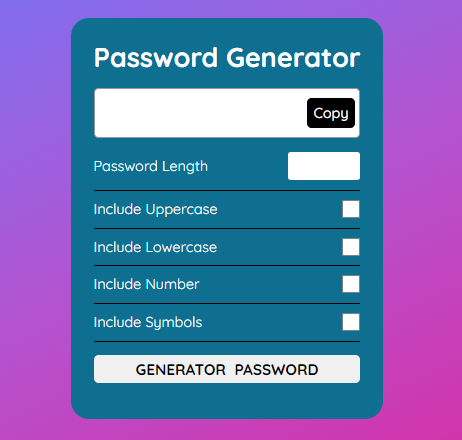 Password Generator
Copy
Password Length
Include Uppercase
Include Lowercase
Include Number
Include Symbols
GENERATOR PASSWORD